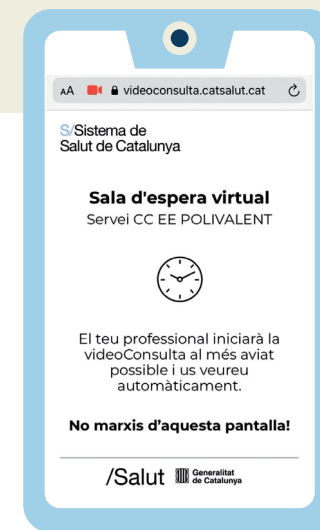 AA videoconsulta.catsalut.cat
S/Sistema de
Salut de Catalunya
Sala d'espera virtual
Servei CC EE POLIVALENT
El teu professional iniciarà la
videoConsulta al més aviat
possible i us veureu
automàticament.
No marxis d'aquesta pantalla!
/Salut Generalitat
de Catalunya